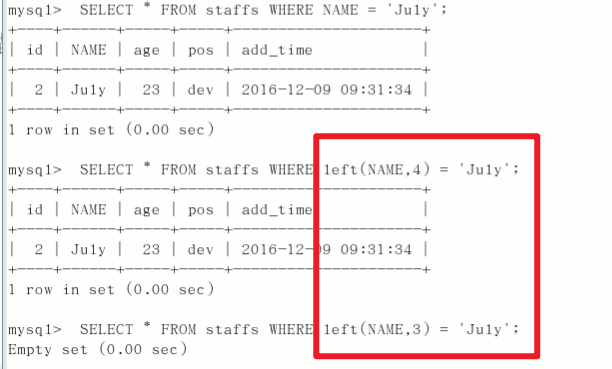 mysql>  SELECT * FROM staffs WHERE NAME = 'July';
+----+------+-----+-----+---------------------+
| id | NAME | age | pos | add_time            |
+----+------+-----+-----+---------------------+
|  2 | July |  23 | dev | 2016-12-09 09:31:34 |
+----+------+-----+-----+---------------------+
1 row in set (0.00 sec)
mysql>  SELECT * FROM staffs WHERE left(NAME,4) = 'July';
+----+------+-----+-----+---------------------+
| id | NAME | age | pos | add_time            |
+----+------+-----+-----+---------------------+
|  2 | July |  23 | dev | 2016-12-09 09:31:34 |
+----+------+-----+-----+---------------------+
1 row in set (0.00 sec)
mysql>  SELECT * FROM staffs WHERE left(NAME,3) = 'July';
Empty set (0.00 sec)